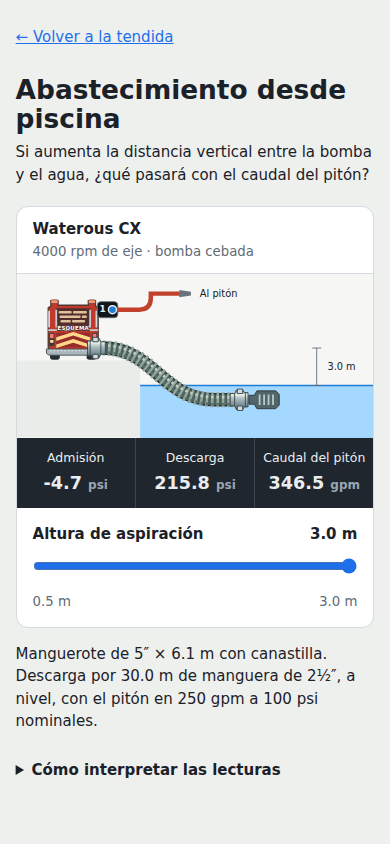 ← Volver a la tendida
Abastecimiento desde
piscina
Si aumenta la distancia vertical entre la bomba
y el agua, ¿qué pasará con el caudal del pitón?
Waterous CX
4000 rpm de eje · bomba cebada
Al pitón
1
ESQUEMA
3.0 m
Admisión
-4.7 psi
Descarga
215.8 psi
Caudal del pitón
346.5 gpm
Altura de aspiración
3.0 m
0.5 m
3.0 m
Manguerote de 5″ × 6.1 m con canastilla.
Descarga por 30.0 m de manguera de 2½″, a
nivel, con el pitón en 250 gpm a 100 psi
nominales.
▶ Cómo interpretar las lecturas